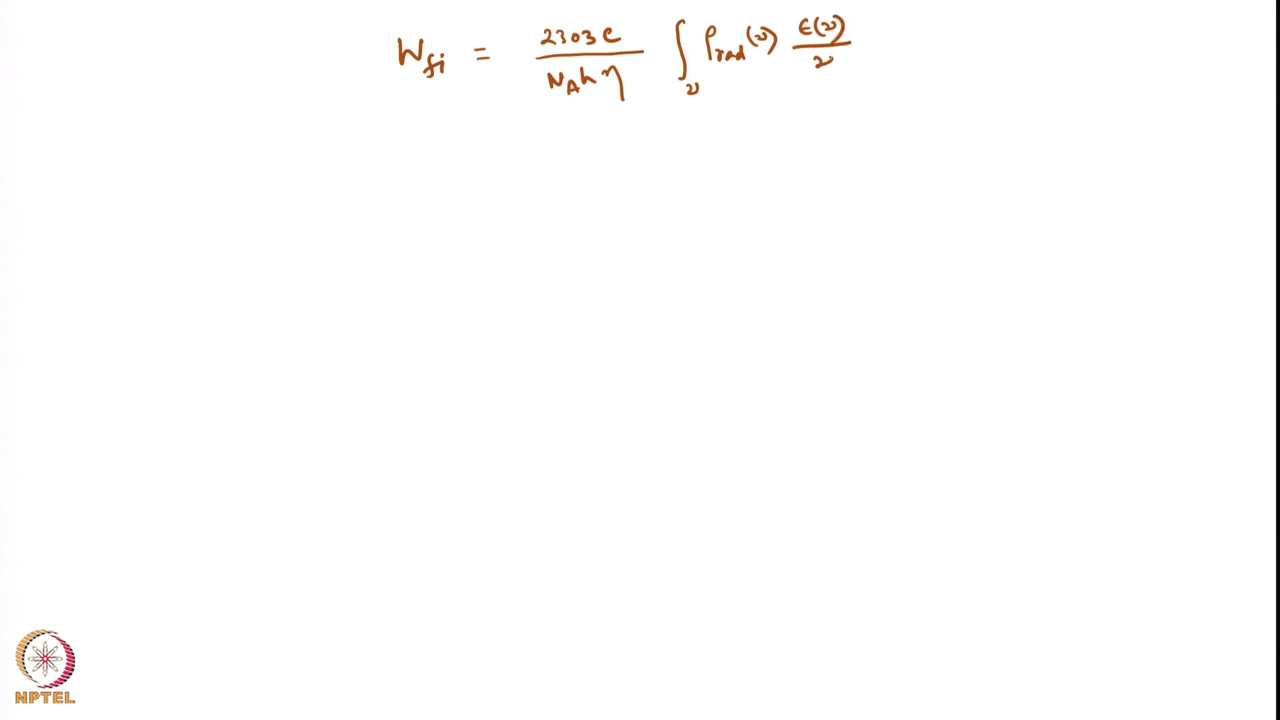 W_fi = 2303 c / N_A h η ∫_ν ρ_rad(ν) ϵ(ν) / ν
NPTEL